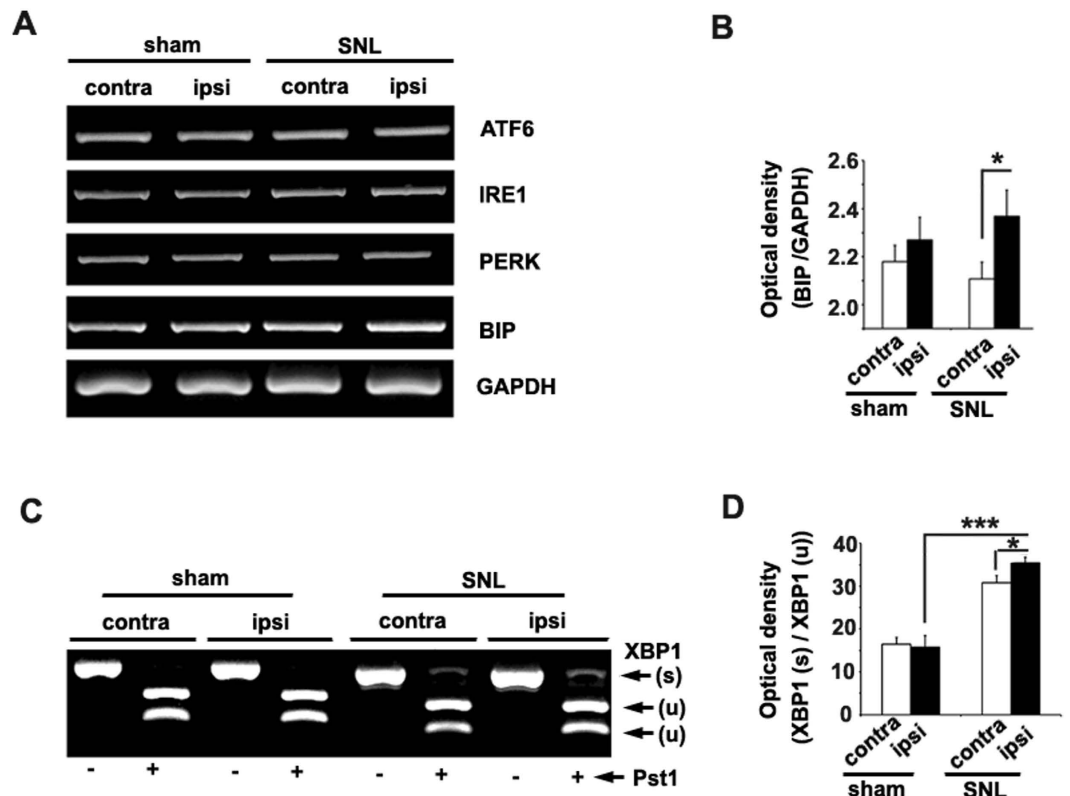 A
sham SNL
contra ipsi contra ipsi
ATF6
IRE1
PERK
BIP
GAPDH
B
Optical density
(BIP /GAPDH)
2.6
2.4
2.2
2.0
*
contra ipsi contra ipsi
sham SNL
C
sham SNL
contra ipsi contra ipsi
XBP1
(s)
(u)
(u)
- + - + - + - + Pst1
D
Optical density
(XBP1 (s) / XBP1 (u))
40
30
20
10
0
***
*
contra ipsi contra ipsi
sham SNL